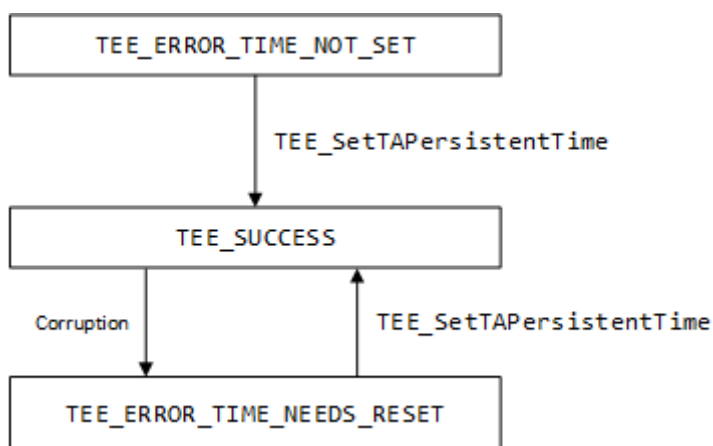 TEE_ERROR_TIME_NOT_SET
TEE_SetTAPersistentTime
TEE_SUCCESS
Corruption
TEE_SetTAPersistentTime
TEE_ERROR_TIME_NEEDS_RESET